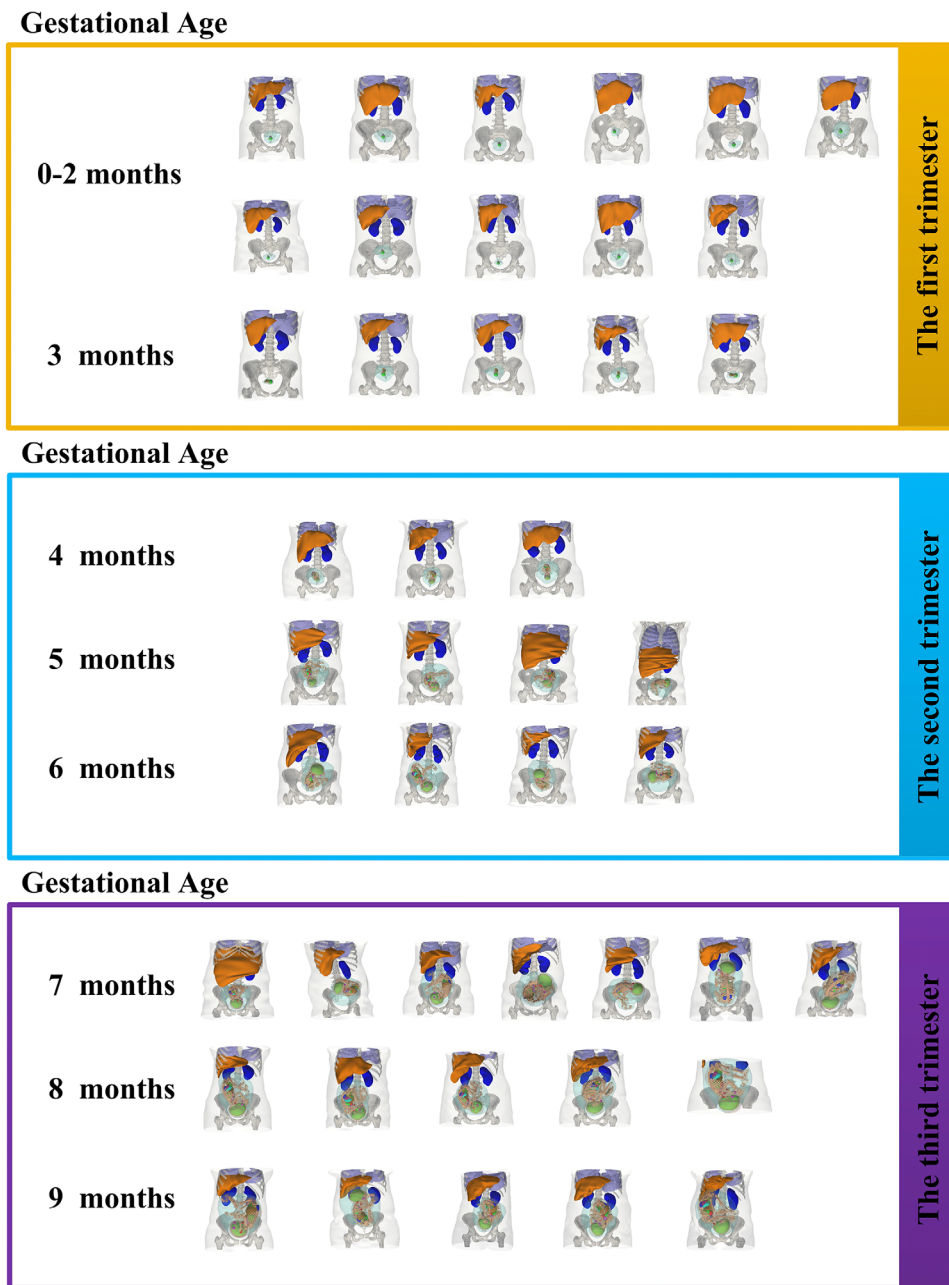 Gestational Age
0-2 months
3 months
The first trimester
Gestational Age
4 months
5 months
6 months
The second trimester
Gestational Age
7 months
8 months
9 months
The third trimester